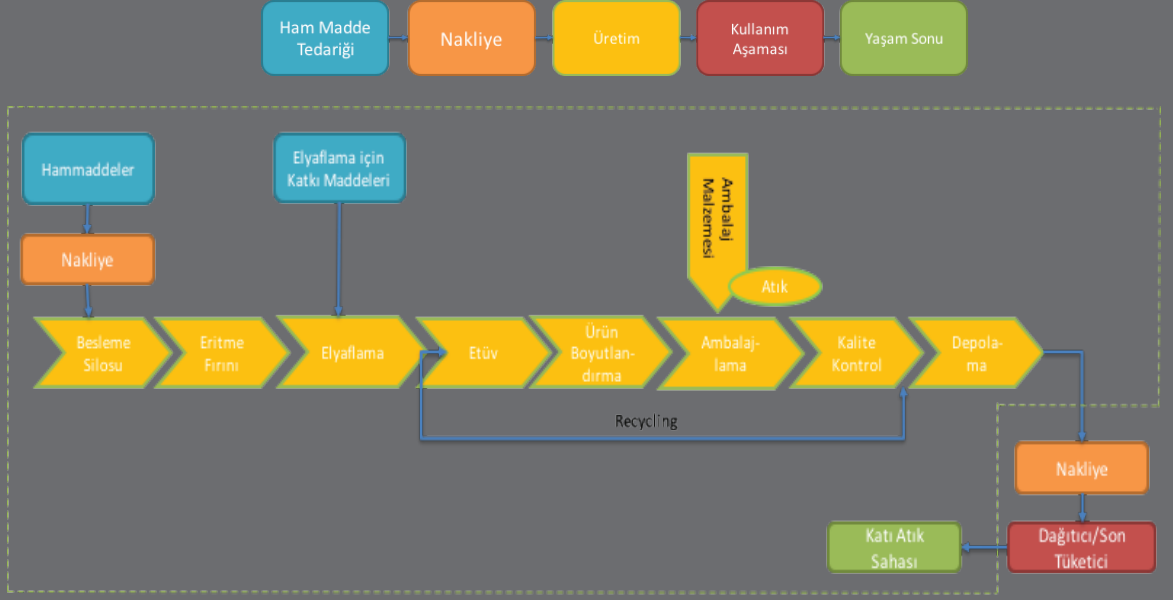 Ham Madde
Tedariği
Nakliye
Üretim
Kullanım
Aşaması
Yaşam Sonu
Hammaddeler
Elyaflama için
Katkı Maddeleri
Ambalaj
Malzemesi
Nakliye
Atık
Besleme
Silosu
Eritme
Fırını
Elyaflama
Etüv
Ürün
Boyutlan-
dırma
Ambalaj-
lama
Kalite
Kontrol
Depola-
ma
Recycling
Nakliye
Katı Atık
Sahası
Dağıtıcı/Son
Tüketici